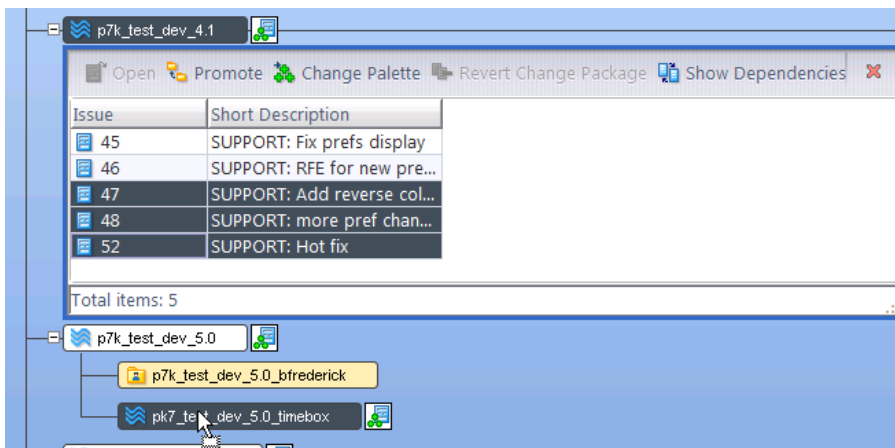 p7k_test_dev_4.1
Open Promote Change Palette Revert Change Package Show Dependencies
Issue Short Description
45 SUPPORT: Fix prefs display
46 SUPPORT: RFE for new pre...
47 SUPPORT: Add reverse col...
48 SUPPORT: more pref chan...
52 SUPPORT: Hot fix
Total items: 5
p7k_test_dev_5.0
p7k_test_dev_5.0_bfrederick
pk7_test_dev_5.0_timebox